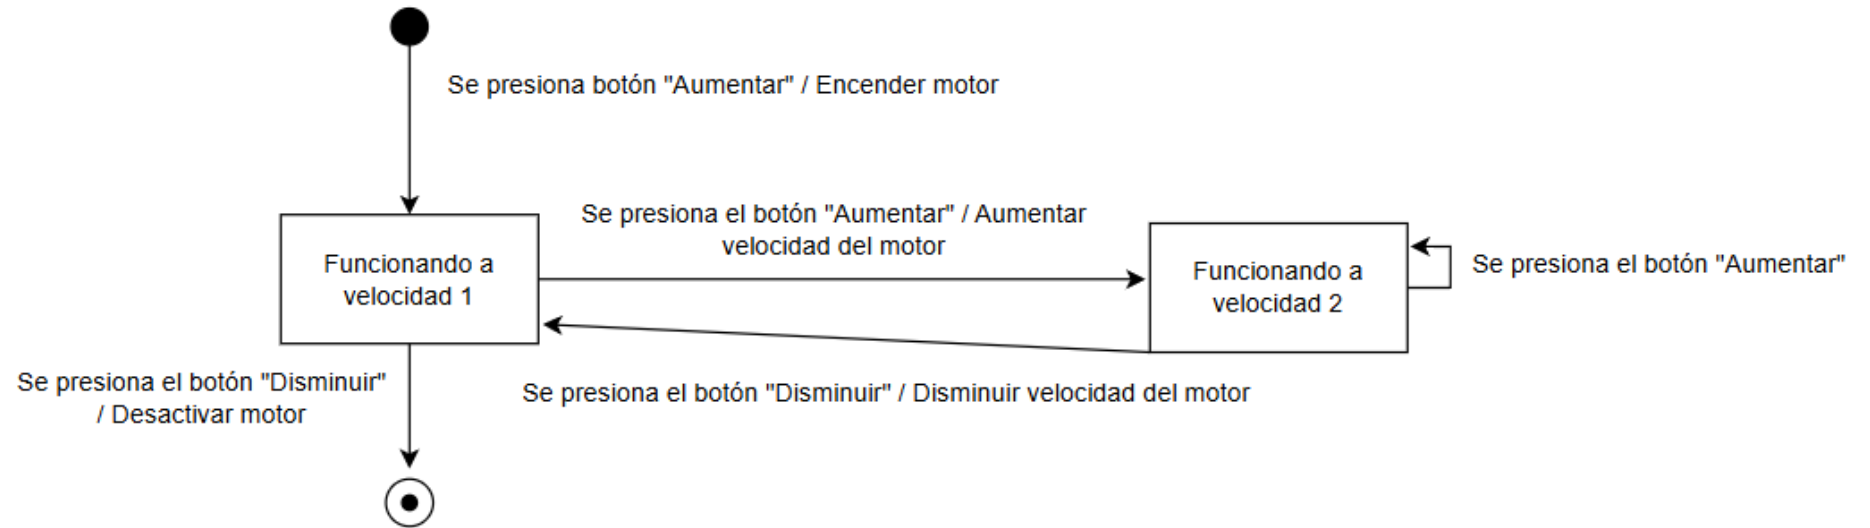 Se presiona botón "Aumentar" / Encender motor
Se presiona el botón "Aumentar" / Aumentar
velocidad del motor
Funcionando a
velocidad 1
Funcionando a
velocidad 2
Se presiona el botón "Aumentar"
Se presiona el botón "Disminuir"
/ Desactivar motor
Se presiona el botón "Disminuir" / Disminuir velocidad del motor